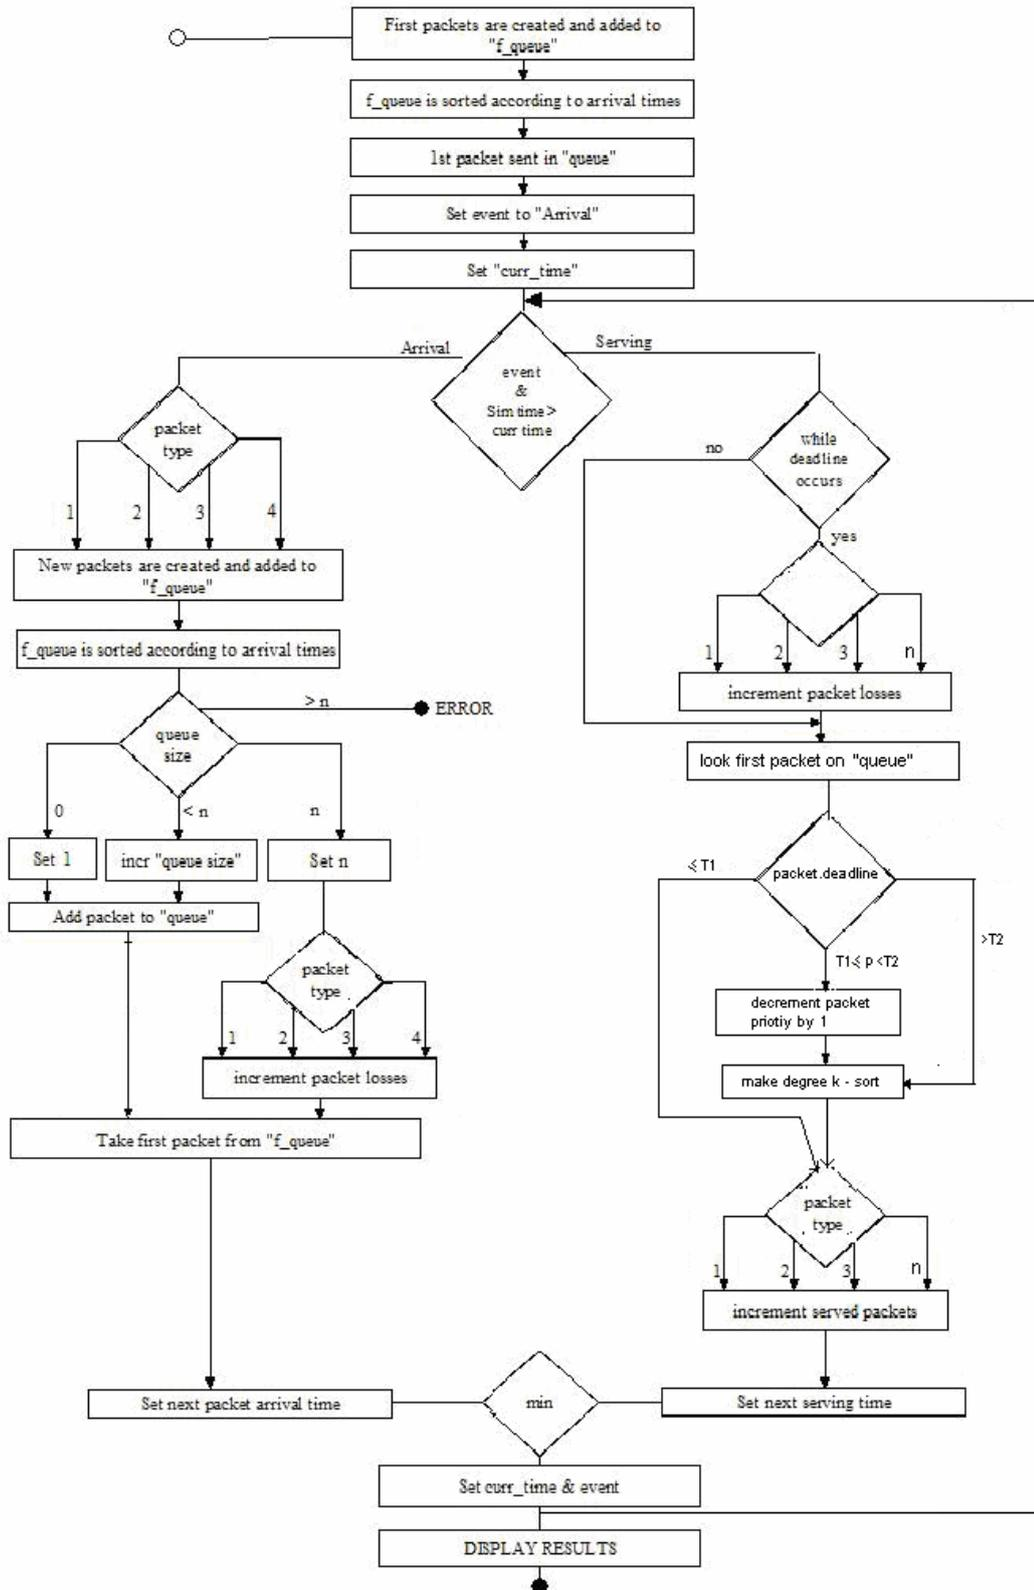 First packets are created and added to
"f_queue"
f_queue is sorted according to arrival times
1st packet sent in "queue"
Set event to "Arrival"
Set "curr_time"
Arrival
Serving
event
&
Sim time >
curr time
packet
type
1
2
3
4
New packets are created and added to
"f_queue"
f_queue is sorted according to arrival times
> n
ERROR
queue
size
0
< n
n
Set 1
incr "queue size"
Set n
Add packet to "queue"
packet
type
1
2
3
4
increment packet losses
Take first packet from "f_queue"
Set next packet arrival time
no
while
deadline
occurs
yes
1
2
3
n
increment packet losses
look first packet on "queue"
≤ T1
packet.deadline
>T2
T1≤ p <T2
decrement packet
priotiy by 1
make degree k - sort
packet
type
1
2
3
n
increment served packets
Set next serving time
min
Set curr_time & event
DISPLAY RESULTS